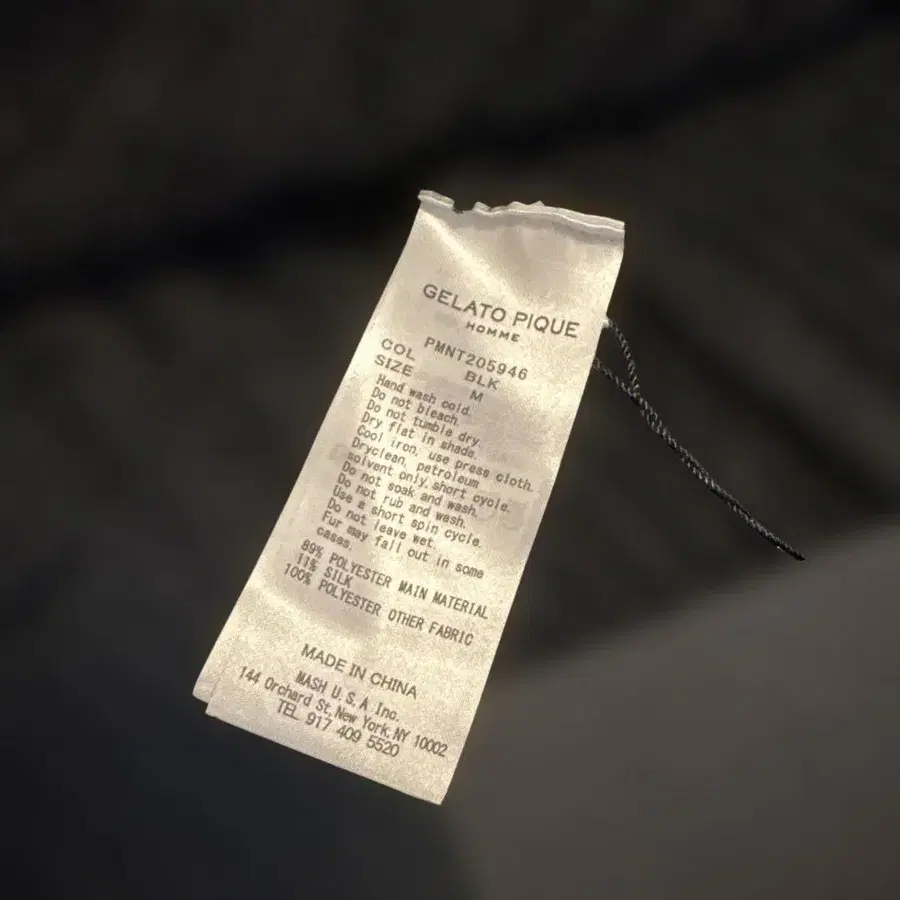 GELATO PIQUE
HOMME
PMNT205946
COL BLK
SIZE M
Hand wash cold.
Do not bleach.
Do not tumble dry
Dry flat in shade.
Cool iron, use press cloth.
Dryclean, petroleum
solvent only, short cycle.
Do not soak and wash.
Do not rub and wash.
Use a short spin cycle.
Do not leave wet.
Fur may fall out in some
cases.
89% POLYESTER MAIN MATERIAL
11% SILK
100% POLYESTER OTHER FABRIC
MADE IN CHINA
MASH U.S.A Inc.
144 Orchard St, New York, NY 10002
TEL 917 409 5520